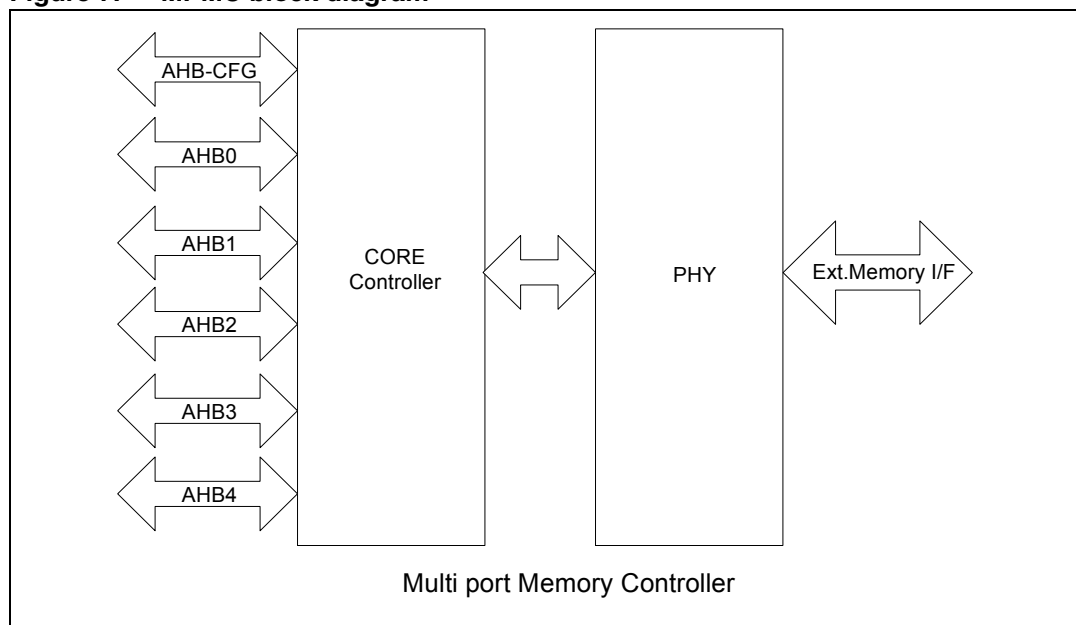 AHB-CFG
AHB0
AHB1
AHB2
AHB3
AHB4
CORE
Controller
PHY
Ext.Memory I/F
Multi port Memory Controller